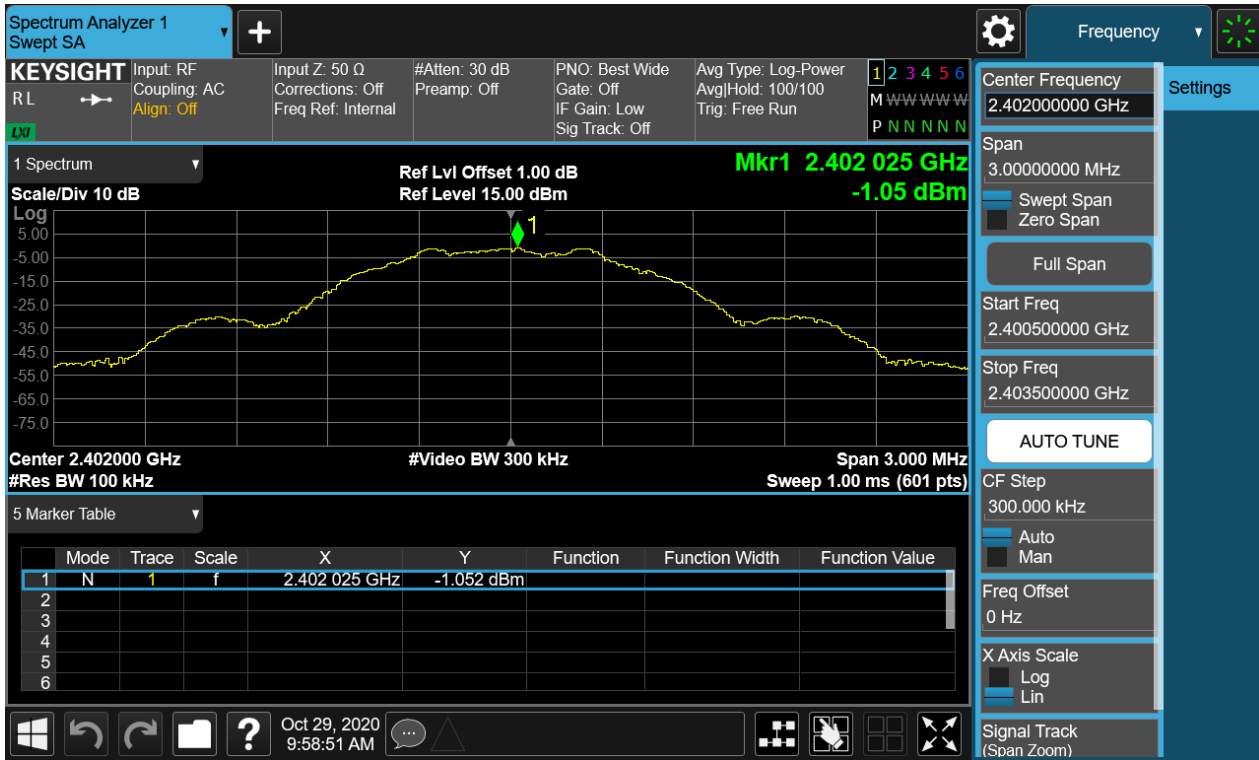 Spectrum Analyzer 1
Swept SA
+
Frequency
KEYSIGHT
R L
LXI
Input: RF
Coupling: AC
Align: Off
Input Z: 50 Ω
Corrections: Off
Freq Ref: Internal
#Atten: 30 dB
Preamp: Off
PNO: Best Wide
Gate: Off
IF Gain: Low
Sig Track: Off
Avg Type: Log-Power
Avg|Hold: 100/100
Trig: Free Run
1 2 3 4 5 6
M W W W W W
P N N N N N
1 Spectrum
Scale/Div 10 dB
Ref Lvl Offset 1.00 dB
Ref Level 15.00 dBm
Mkr1 2.402 025 GHz
-1.05 dBm
Log
1
5.00
-5.00
-15.0
-25.0
-35.0
-45.0
-55.0
-65.0
-75.0
Center 2.402000 GHz
#Video BW 300 kHz
Span 3.000 MHz
#Res BW 100 kHz
Sweep 1.00 ms (601 pts)
5 Marker Table
Mode Trace Scale X Y Function Function Width Function Value
1 N 1 f 2.402 025 GHz -1.052 dBm
2
3
4
5
6
?
Oct 29, 2020
9:58:51 AM
Center Frequency
2.402000000 GHz
Settings
Span
3.00000000 MHz
Swept Span
Zero Span
Full Span
Start Freq
2.400500000 GHz
Stop Freq
2.403500000 GHz
AUTO TUNE
CF Step
300.000 kHz
Auto
Man
Freq Offset
0 Hz
X Axis Scale
Log
Lin
Signal Track
(Span Zoom)